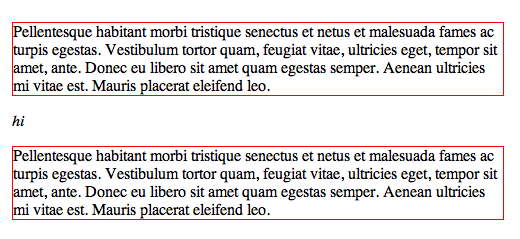 Pellentesque habitant morbi tristique senectus et netus et malesuada fames ac
turpis egestas. Vestibulum tortor quam, feugiat vitae, ultricies eget, tempor sit
amet, ante. Donec eu libero sit amet quam egestas semper. Aenean ultricies
mi vitae est. Mauris placerat eleifend leo.
hi
Pellentesque habitant morbi tristique senectus et netus et malesuada fames ac
turpis egestas. Vestibulum tortor quam, feugiat vitae, ultricies eget, tempor sit
amet, ante. Donec eu libero sit amet quam egestas semper. Aenean ultricies
mi vitae est. Mauris placerat eleifend leo.